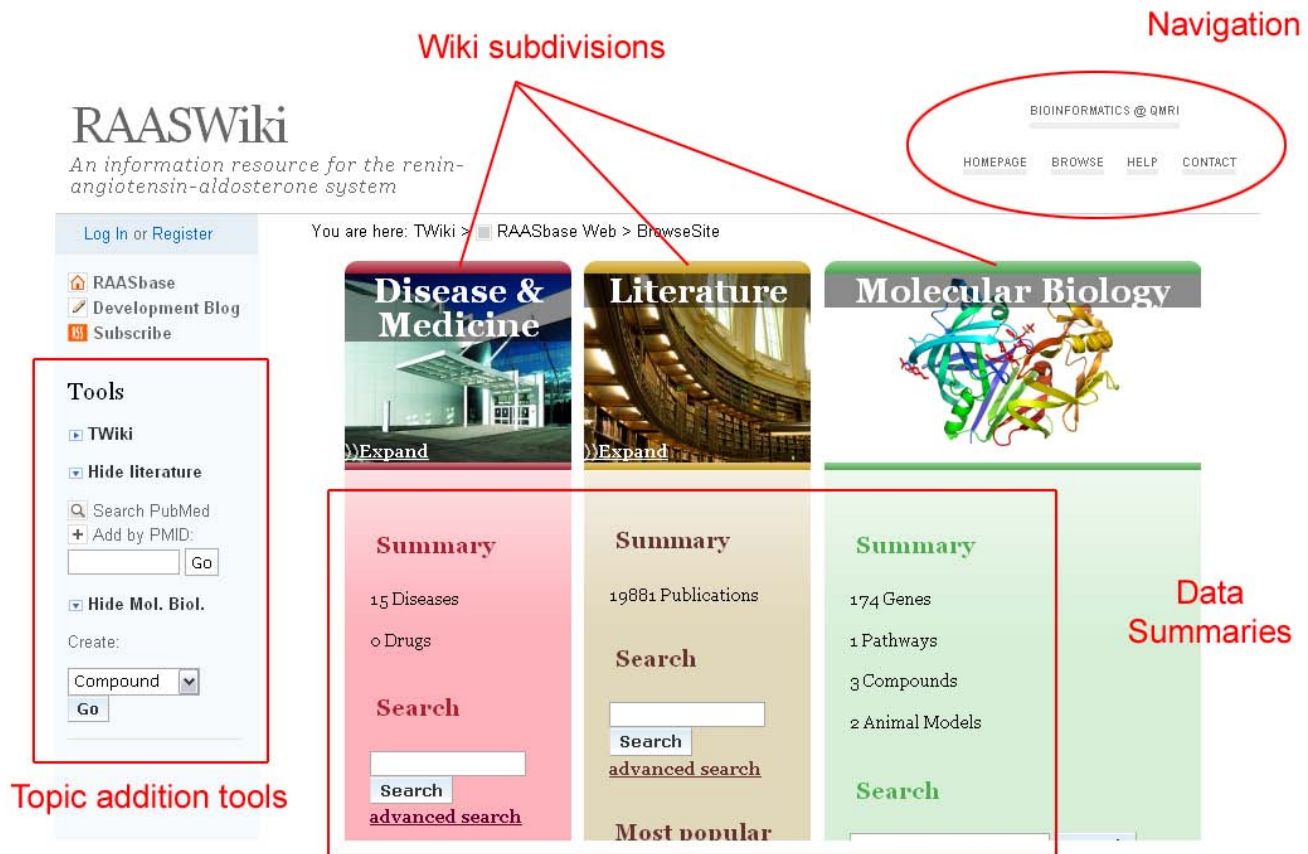 Navigation
Wiki subdivisions
RAASWiki
An information resource for the renin-
angiotensin-aldosterone system
BIOINFORMATICS @ QMRI
HOMEPAGE BROWSE HELP CONTACT
Log In or Register
You are here: TWiki > RAASbase Web > BrowseSite
RAASbase
Development Blog
RSS Subscribe
Tools
TWiki
Hide literature
Search PubMed
Add by PMID:
Go
Hide Mol. Biol.
Create:
Compound
Go
Topic addition tools
Disease &
Medicine
))Expand
Summary
15 Diseases
0 Drugs
Search
Search
advanced search
Literature
))Expand
Summary
19881 Publications
Search
Search
advanced search
Most popular
Molecular Biology
Summary
174 Genes
1 Pathways
3 Compounds
2 Animal Models
Search
Data
Summaries